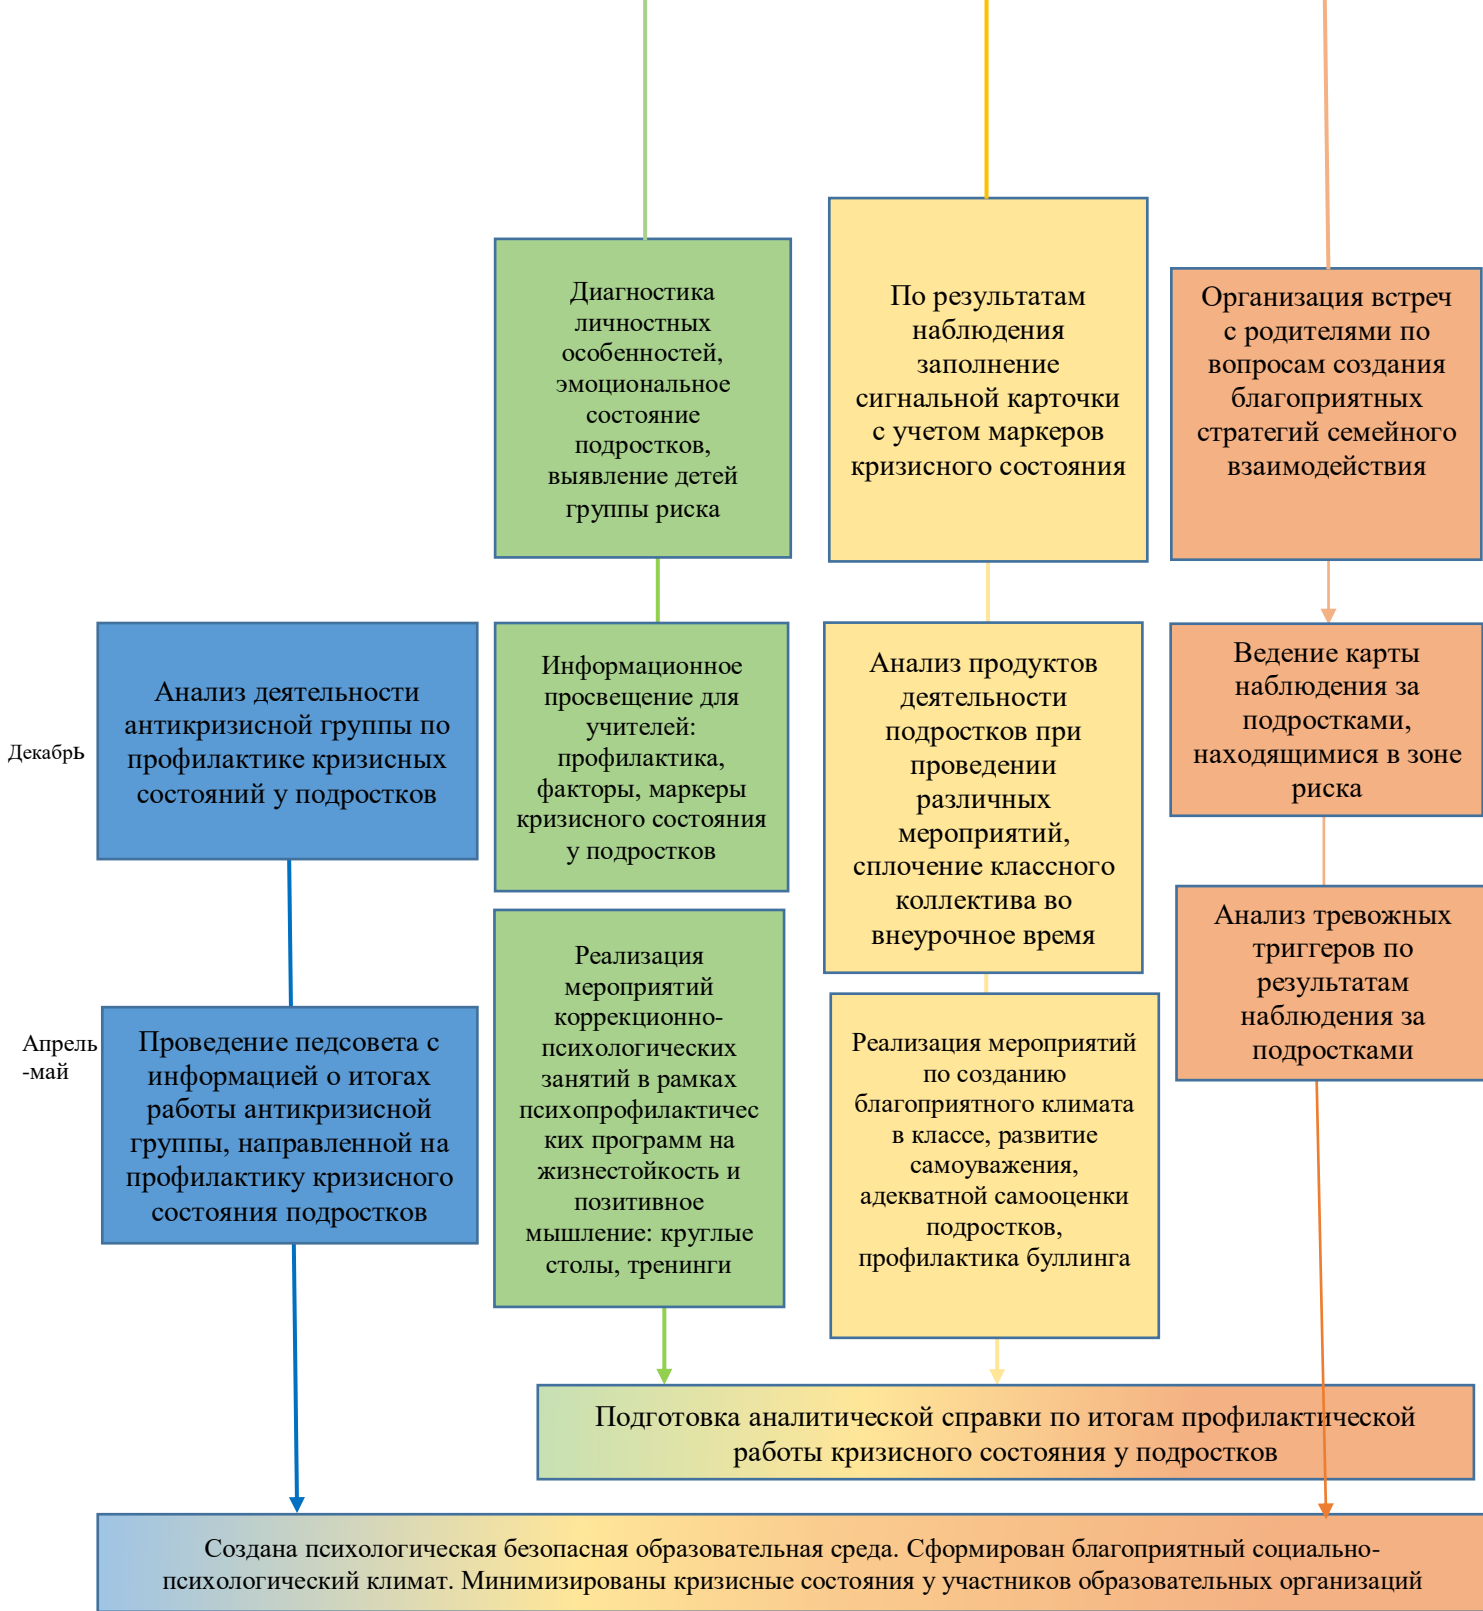 Диагностика
личностных
особенностей,
эмоциональное
состояние
подростков,
выявление детей
группы риска
По результатам
наблюдения
заполнение
сигнальной карточки
с учетом маркеров
кризисного состояния
Организация встреч
с родителями по
вопросам создания
благоприятных
стратегий семейного
взаимодействия
Декабрь
Анализ деятельности
антикризисной группы по
профилактике кризисных
состояний у подростков
Информационное
просвещение для
учителей:
профилактика,
факторы, маркеры
кризисного состояния
у подростков
Анализ продуктов
деятельности
подростков при
проведении
различных
мероприятий,
сплочение классного
коллектива во
внеурочное время
Ведение карты
наблюдения за
подростками,
находящимися в зоне
риска
Апрель
-май
Проведение педсовета с
информацией о итогах
работы антикризисной
группы, направленной на
профилактику кризисного
состояния подростков
Реализация
мероприятий
коррекционно-
психологических
занятий в рамках
психопрофилактичес
ких программ на
жизнестойкость и
позитивное
мышление: круглые
столы, тренинги
Реализация мероприятий
по созданию
благоприятного климата
в классе, развитие
самоуважения,
адекватной самооценки
подростков,
профилактика буллинга
Анализ тревожных
триггеров по
результатам
наблюдения за
подростками
Подготовка аналитической справки по итогам профилактической
работы кризисного состояния у подростков
Создана психологическая безопасная образовательная среда. Сформирован благоприятный социально-
психологический климат. Минимизированы кризисные состояния у участников образовательных организаций